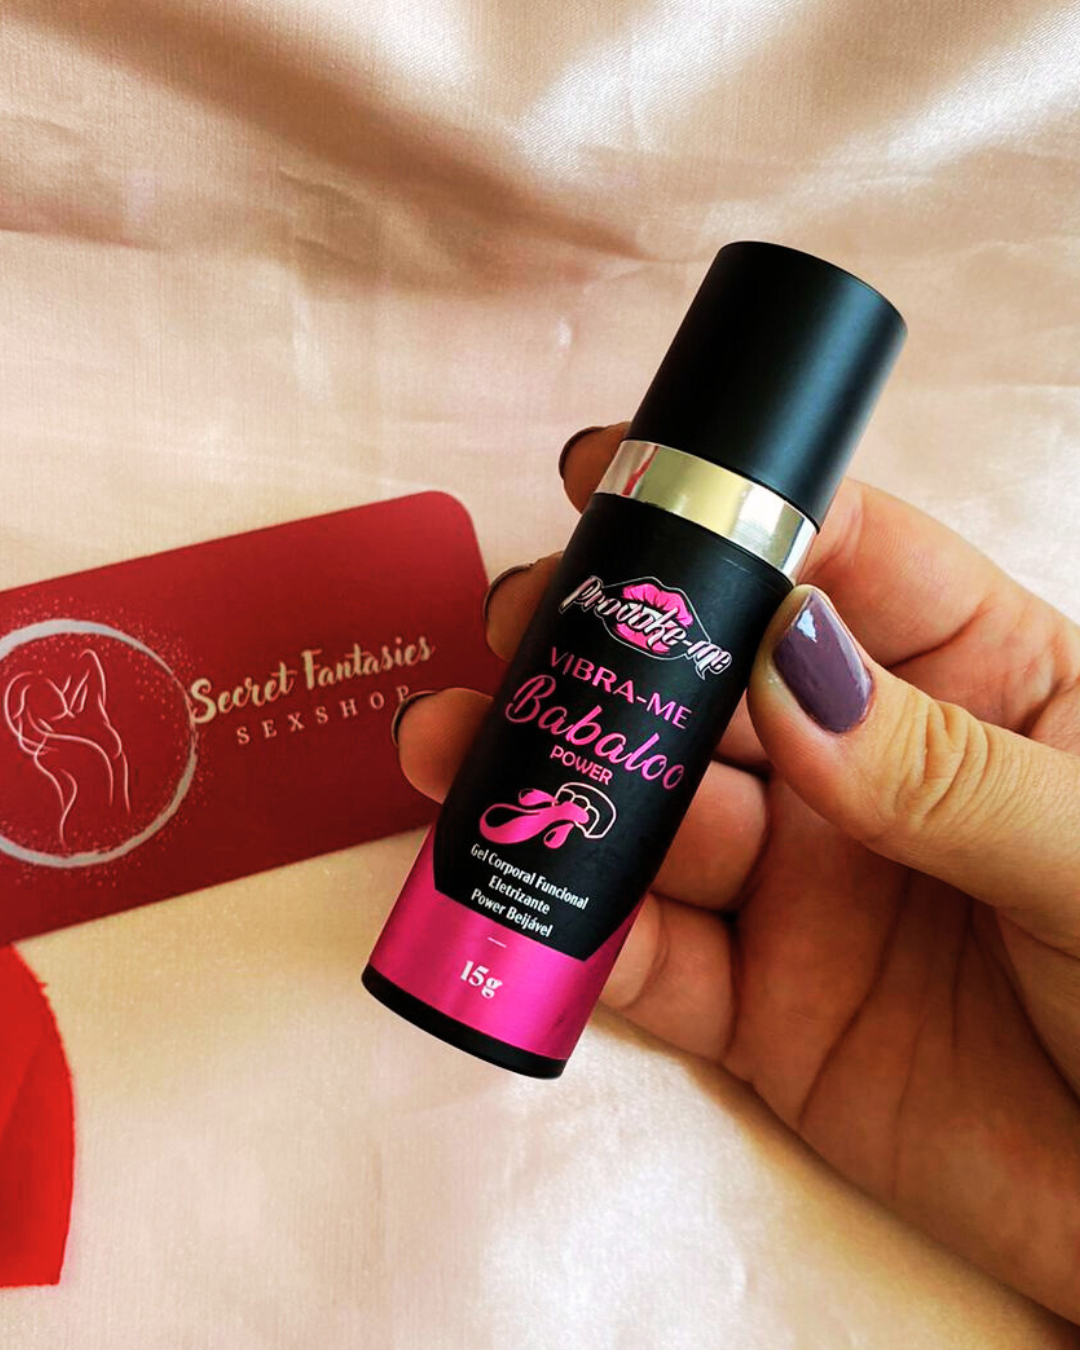 Secret Fantasies
SEXSHOP
Provoke-me
VIBRA-ME
Babaloo
POWER
Gel Corporal Funcional
Eletrizante
Power Beijável
15g